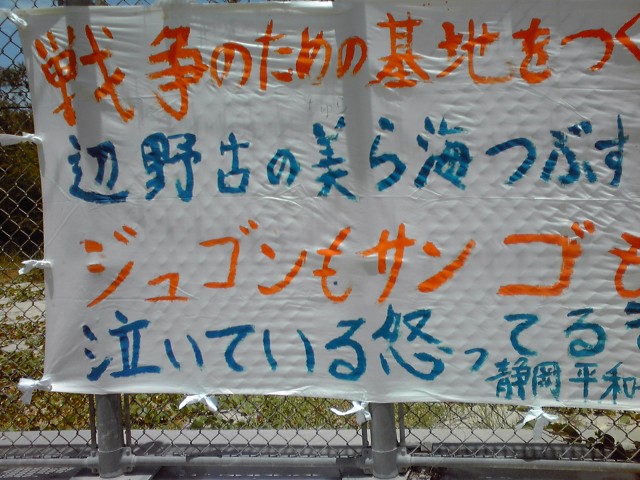 戦争のための基地をつく
辺野古の美ら海つぶす
ジュゴンもサンゴも
泣いている怒ってる
静岡平和